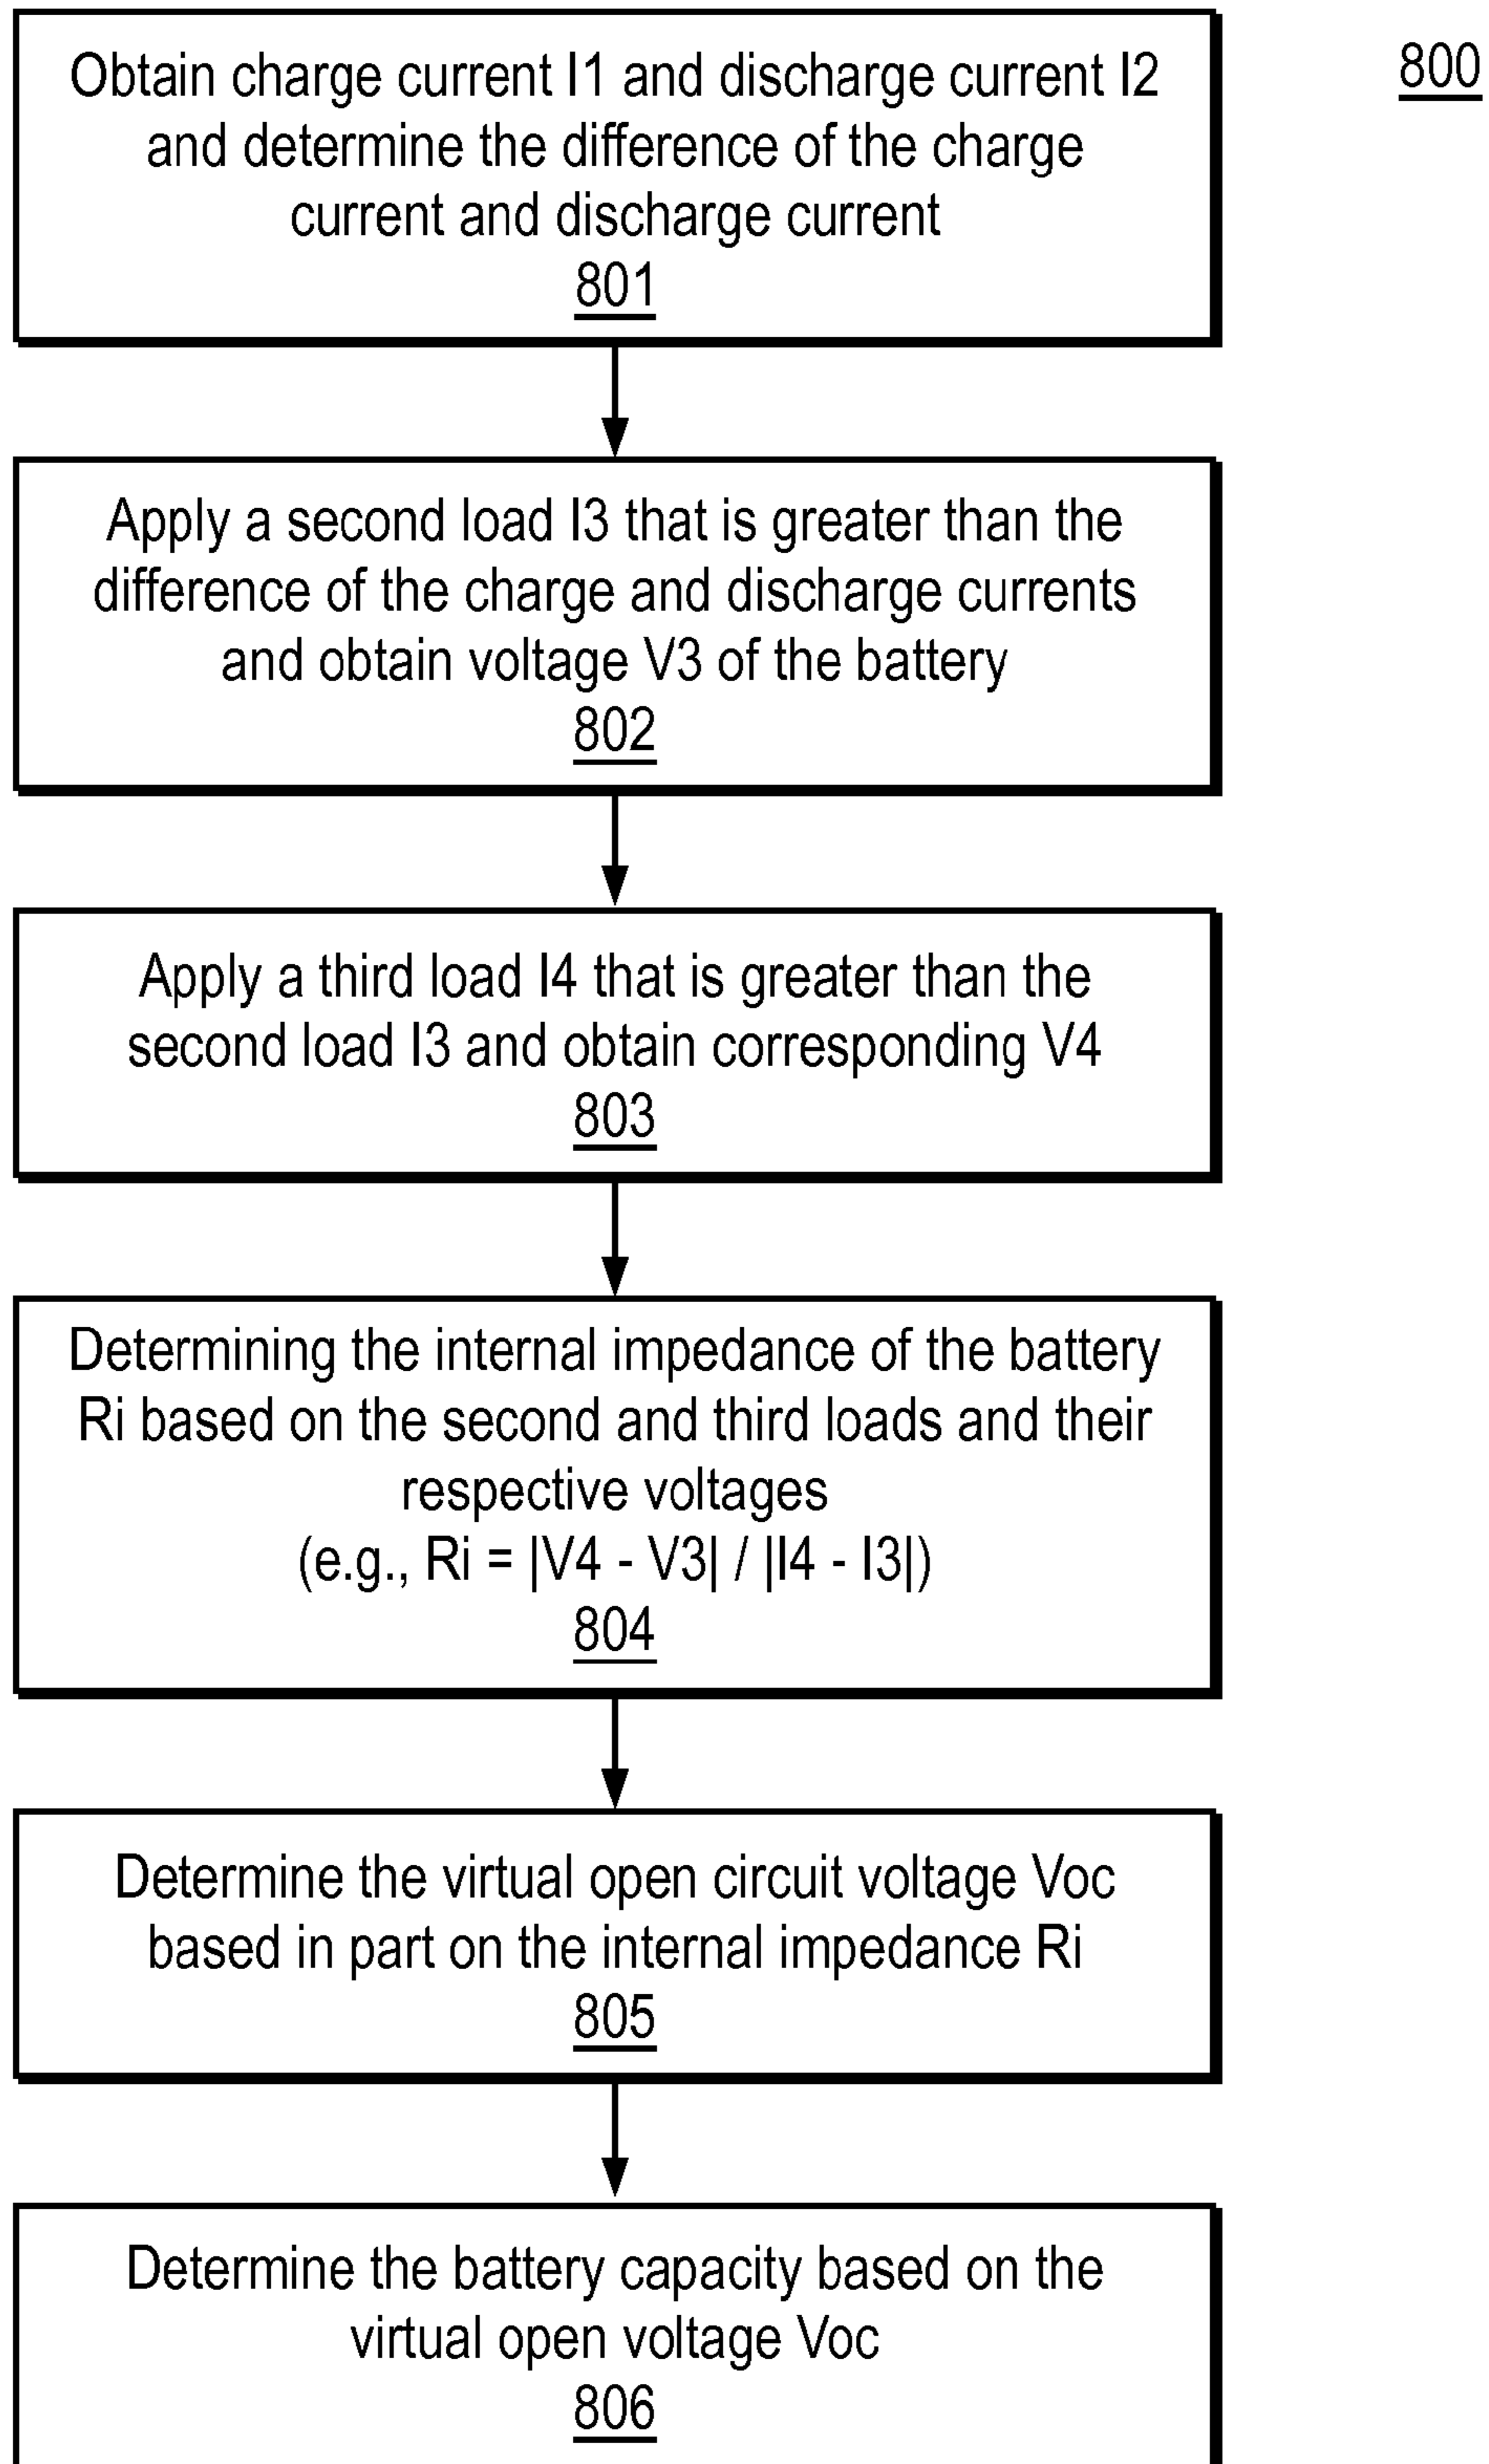 800
Obtain charge current I1 and discharge current I2
and determine the difference of the charge
current and discharge current
801
Apply a second load I3 that is greater than the
difference of the charge and discharge currents
and obtain voltage V3 of the battery
802
Apply a third load I4 that is greater than the
second load I3 and obtain corresponding V4
803
Determining the internal impedance of the battery
Ri based on the second and third loads and their
respective voltages
(e.g., Ri = |V4 - V3| / |I4 - I3|)
804
Determine the virtual open circuit voltage Voc
based in part on the internal impedance Ri
805
Determine the battery capacity based on the
virtual open voltage Voc
806